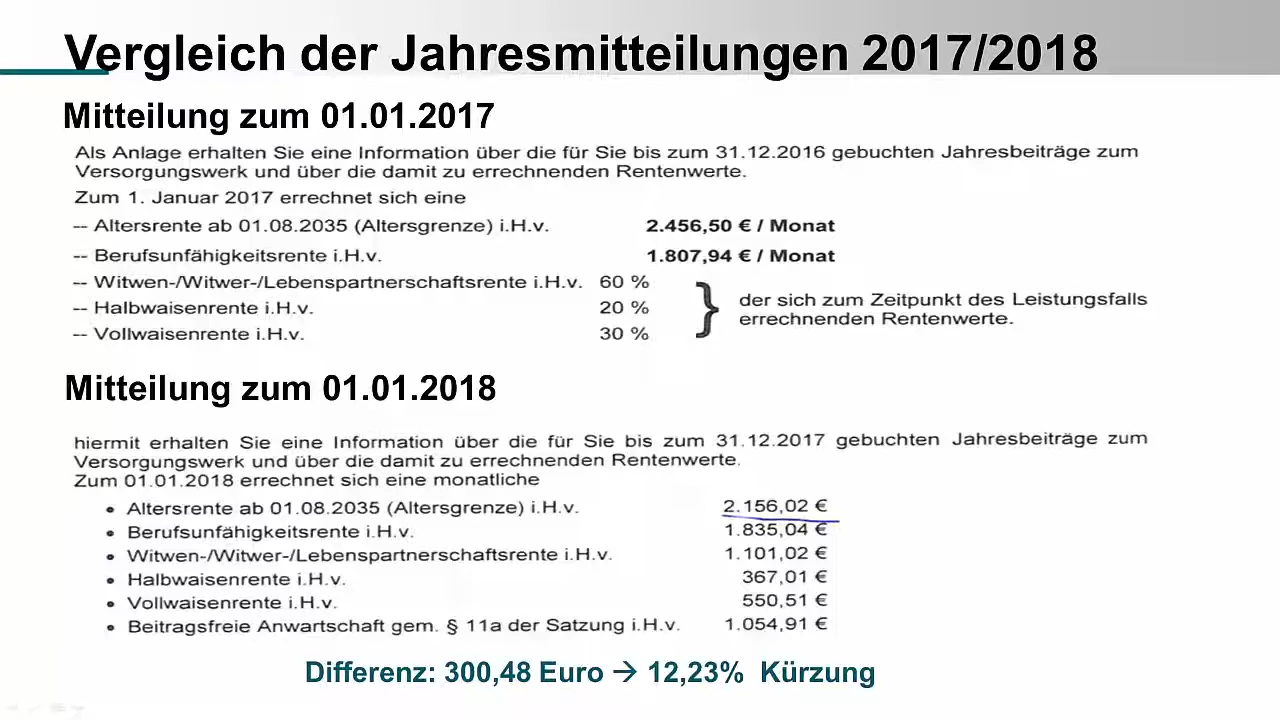 Vergleich der Jahresmitteilungen 2017/2018
Mitteilung zum 01.01.2017
Als Anlage erhalten Sie eine Information über die für Sie bis zum 31.12.2016 gebuchten Jahresbeiträge zum
Versorgungswerk und über die damit zu errechnenden Rentenwerte.
Zum 1. Januar 2017 errechnet sich eine
-- Altersrente ab 01.08.2035 (Altersgrenze) i.H.v. 2.456,50 € / Monat
-- Berufsunfähigkeitsrente i.H.v. 1.807,94 € / Monat
-- Witwen-/Witwer-/Lebenspartnerschaftsrente i.H.v. 60 %
-- Halbwaisenrente i.H.v. 20 %
-- Vollwaisenrente i.H.v. 30 %
} der sich zum Zeitpunkt des Leistungsfalls
errechnenden Rentenwerte.
Mitteilung zum 01.01.2018
hiermit erhalten Sie eine Information über die für Sie bis zum 31.12.2017 gebuchten Jahresbeiträge zum
Versorgungswerk und über die damit zu errechnenden Rentenwerte.
Zum 01.01.2018 errechnet sich eine monatliche
• Altersrente ab 01.08.2035 (Altersgrenze) i.H.v. 2.156,02 €
• Berufsunfähigkeitsrente i.H.v. 1.835,04 €
• Witwen-/Witwer-/Lebenspartnerschaftsrente i.H.v. 1.101,02 €
• Halbwaisenrente i.H.v. 367,01 €
• Vollwaisenrente i.H.v. 550,51 €
• Beitragsfreie Anwartschaft gem. § 11a der Satzung i.H.v. 1.054,91 €
Differenz: 300,48 Euro → 12,23% Kürzung